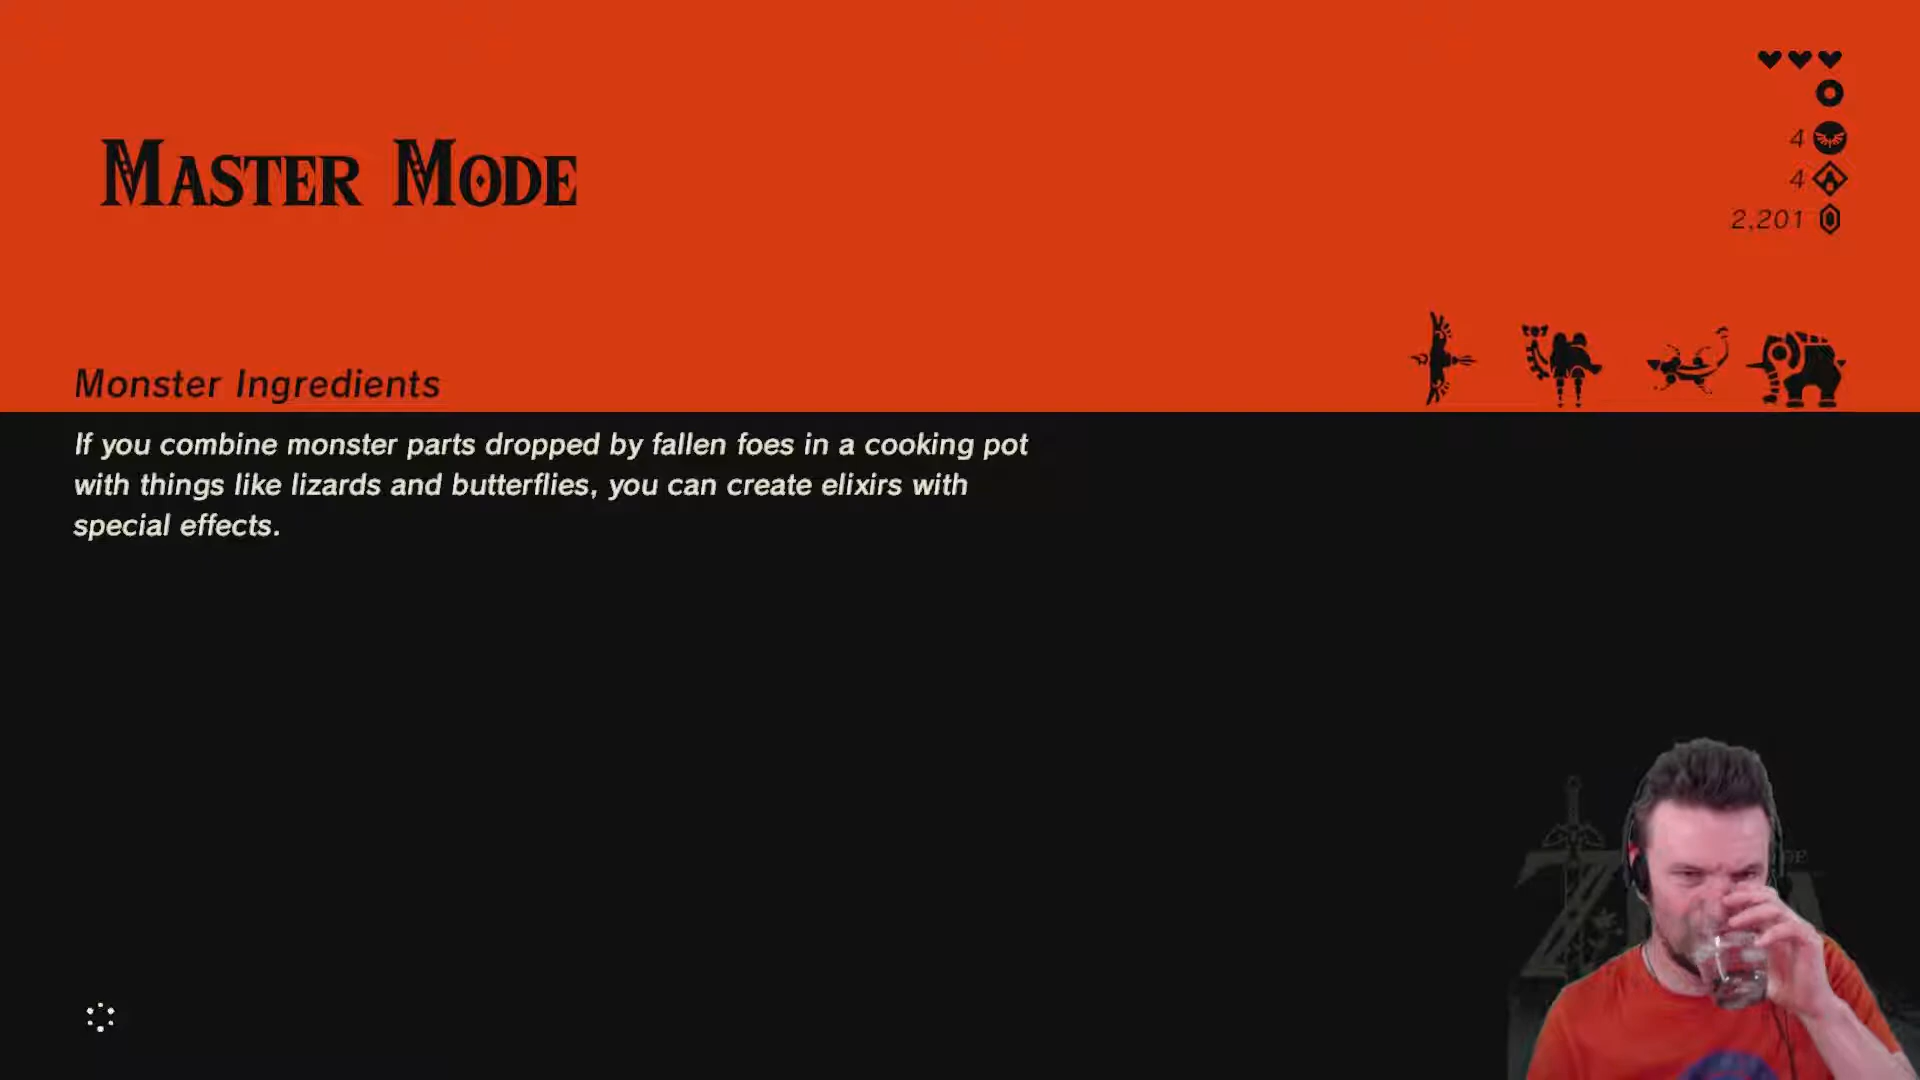 Master Mode
4
4
2,201
Monster Ingredients
If you combine monster parts dropped by fallen foes in a cooking pot
with things like lizards and butterflies, you can create elixirs with
special effects.